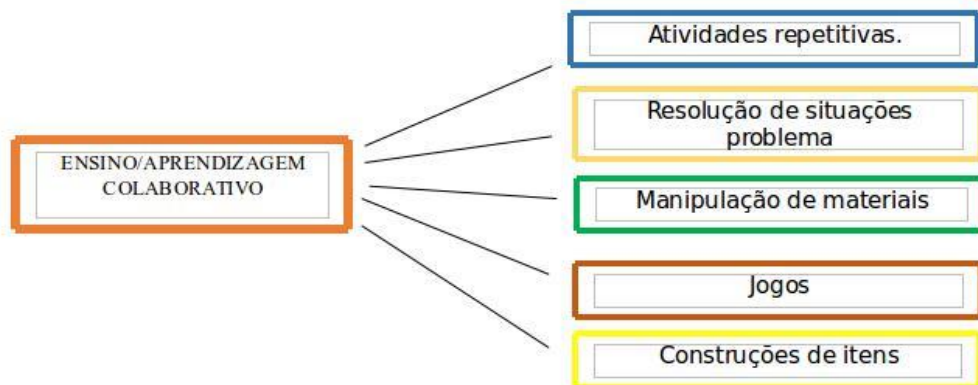 ENSINO/APRENDIZAGEM
COLABORATIVO
Atividades repetitivas.
Resolução de situações
problema
Manipulação de materiais
Jogos
Construções de itens